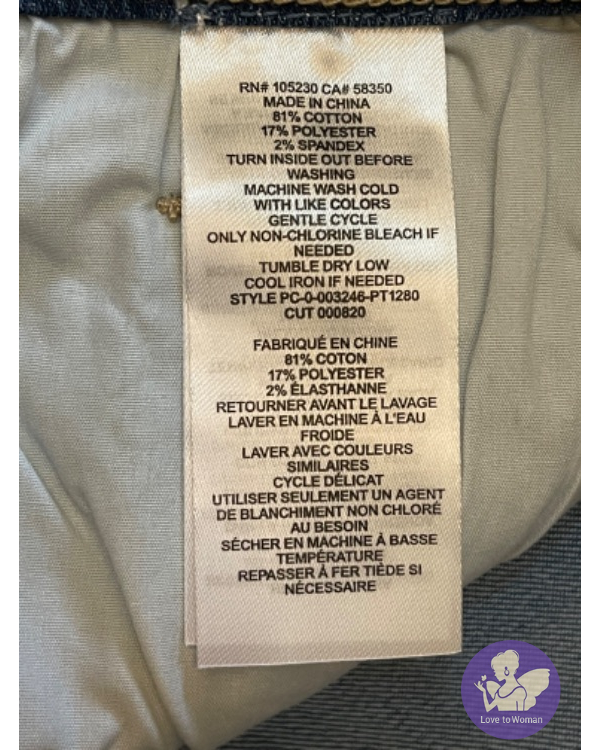 RN# 105230 CA# 58350
MADE IN CHINA
81% COTTON
17% POLYESTER
2% SPANDEX
TURN INSIDE OUT BEFORE
WASHING
MACHINE WASH COLD
WITH LIKE COLORS
GENTLE CYCLE
ONLY NON-CHLORINE BLEACH IF
NEEDED
TUMBLE DRY LOW
COOL IRON IF NEEDED
STYLE PC-0-003246-PT1280
CUT 000820
FABRIQUÉ EN CHINE
81% COTON
17% POLYESTER
2% ÉLASTHANNE
RETOURNER AVANT LE LAVAGE
LAVER EN MACHINE À L'EAU
FROIDE
LAVER AVEC COULEURS
SIMILAIRES
CYCLE DÉLICAT
UTILISER SEULEMENT UN AGENT
DE BLANCHIMENT NON CHLORÉ
AU BESOIN
SÉCHER EN MACHINE À BASSE
TEMPÉRATURE
REPASSER À FER TIÈDE SI
NÉCESSAIRE
Love to Woman